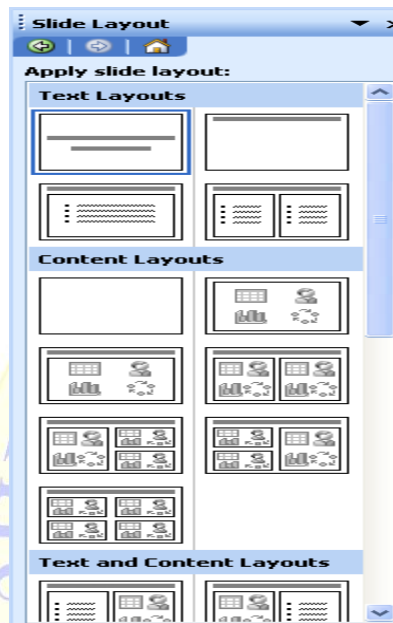 Slide Layout
Apply slide layout:
Text Layouts
Content Layouts
Text and Content Layouts